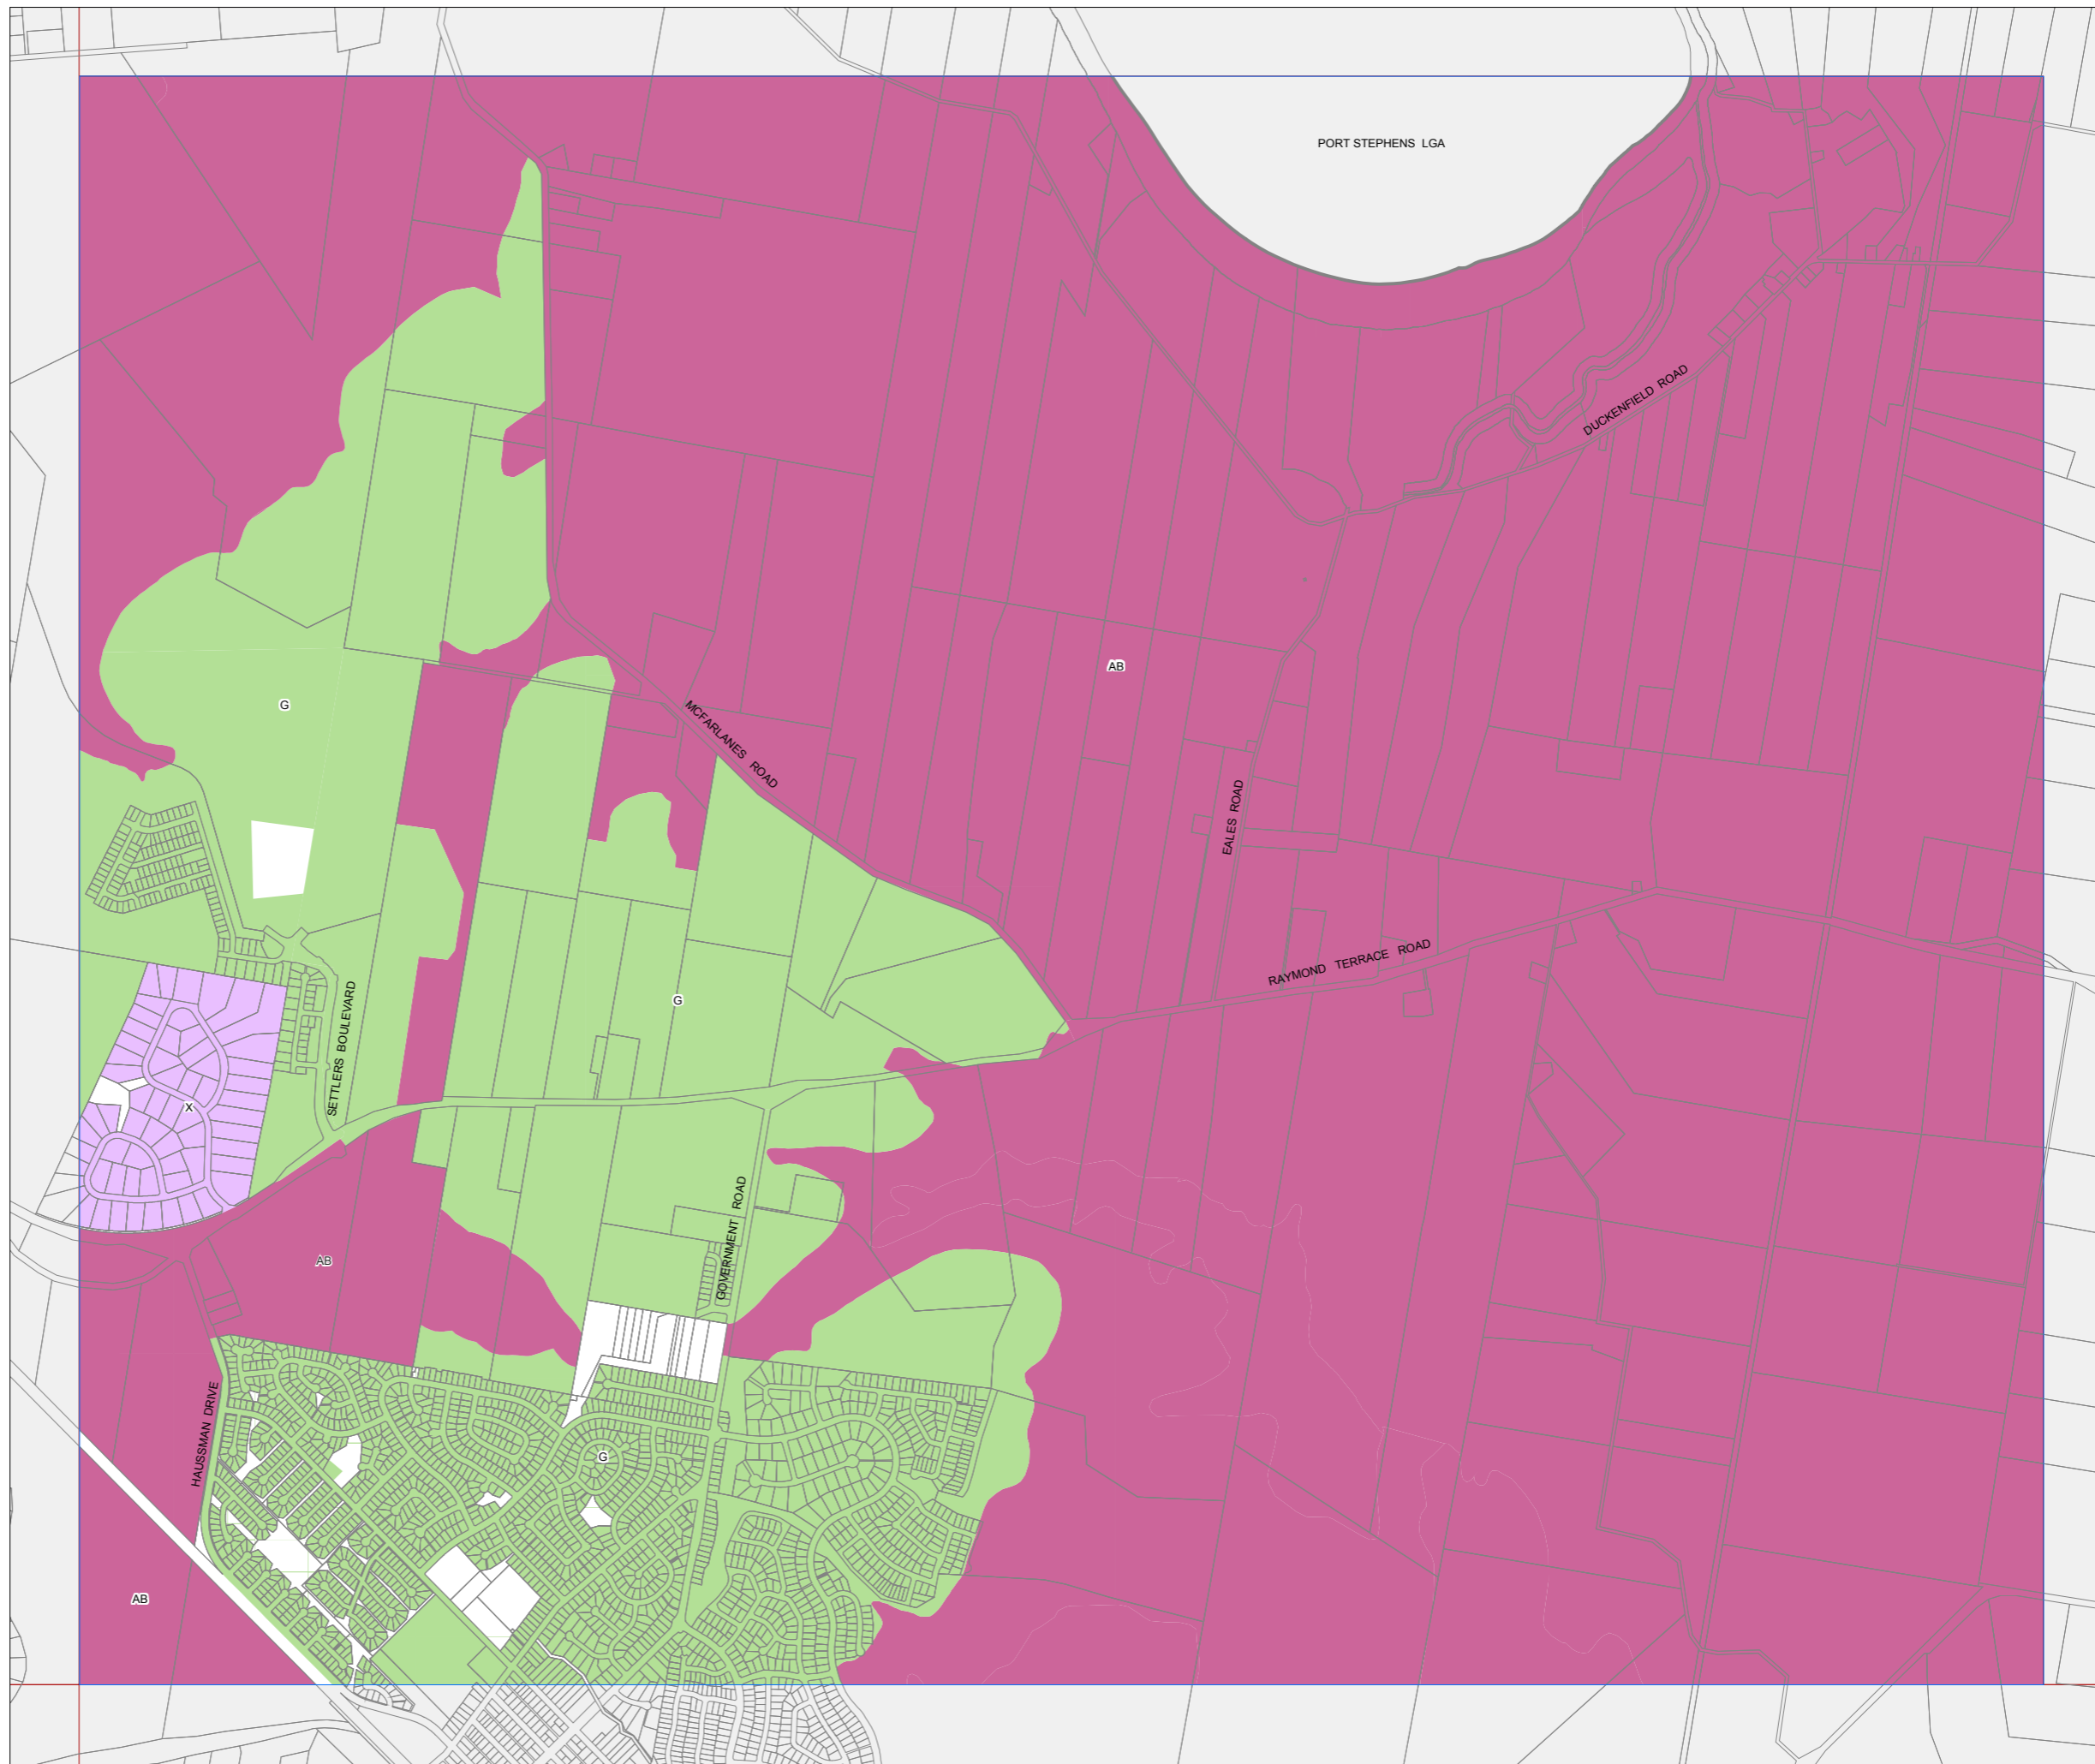 PORT STEPHENS LGA
DUCKENFIELD ROAD
AB
G
MCFARLANES ROAD
EALES ROAD
RAYMOND TERRACE ROAD
G
SETTLERS BOULEVARD
X
GOVERNMENT ROAD
AB
HAUSSMAN DRIVE
G
AB